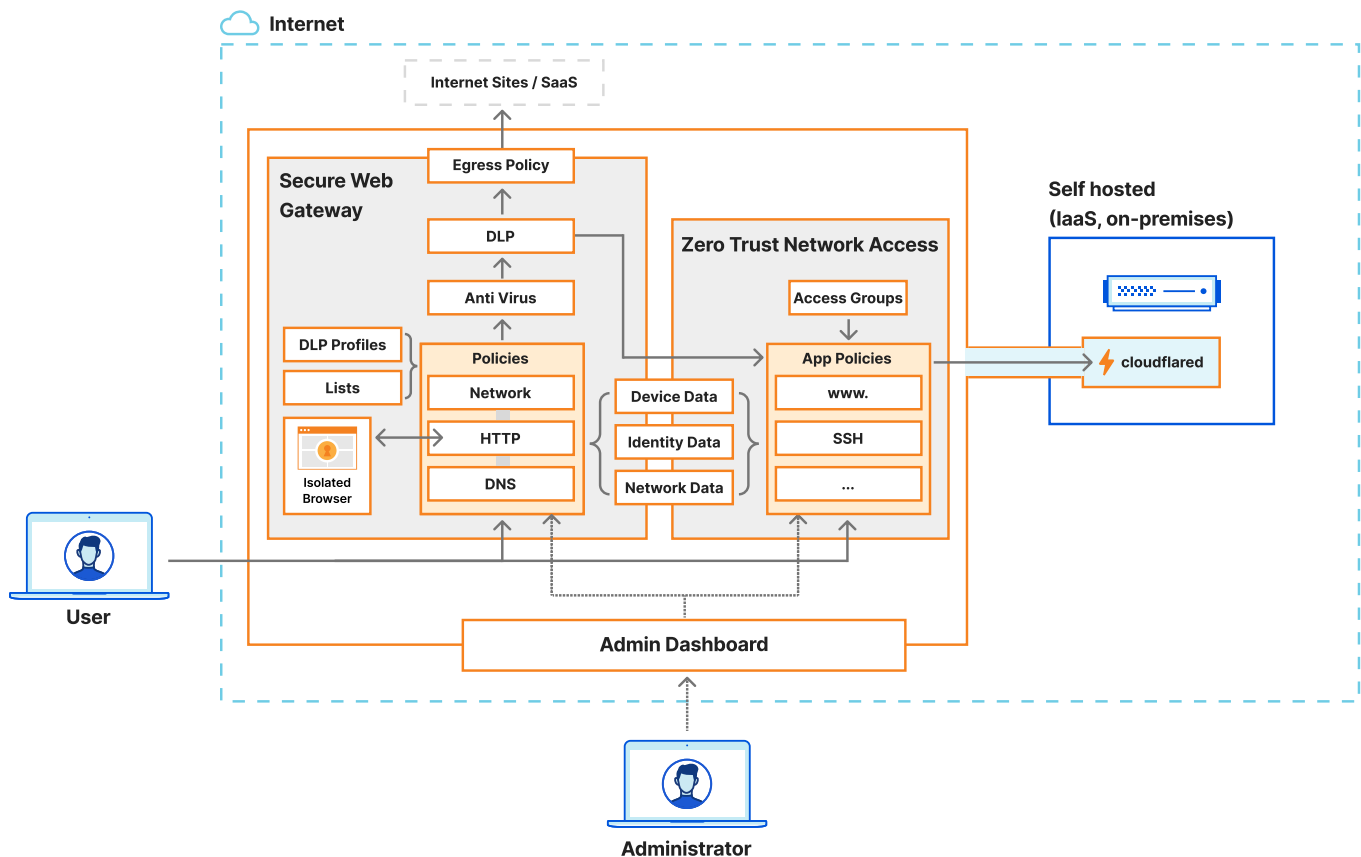 Internet
Internet Sites / SaaS
Egress Policy
Secure Web
Gateway
DLP
Anti Virus
DLP Profiles
Lists
Policies
Network
HTTP
DNS
Isolated
Browser
Device Data
Identity Data
Network Data
Zero Trust Network Access
Access Groups
App Policies
www.
SSH
...
Self hosted
(IaaS, on-premises)
cloudflared
User
Admin Dashboard
Administrator